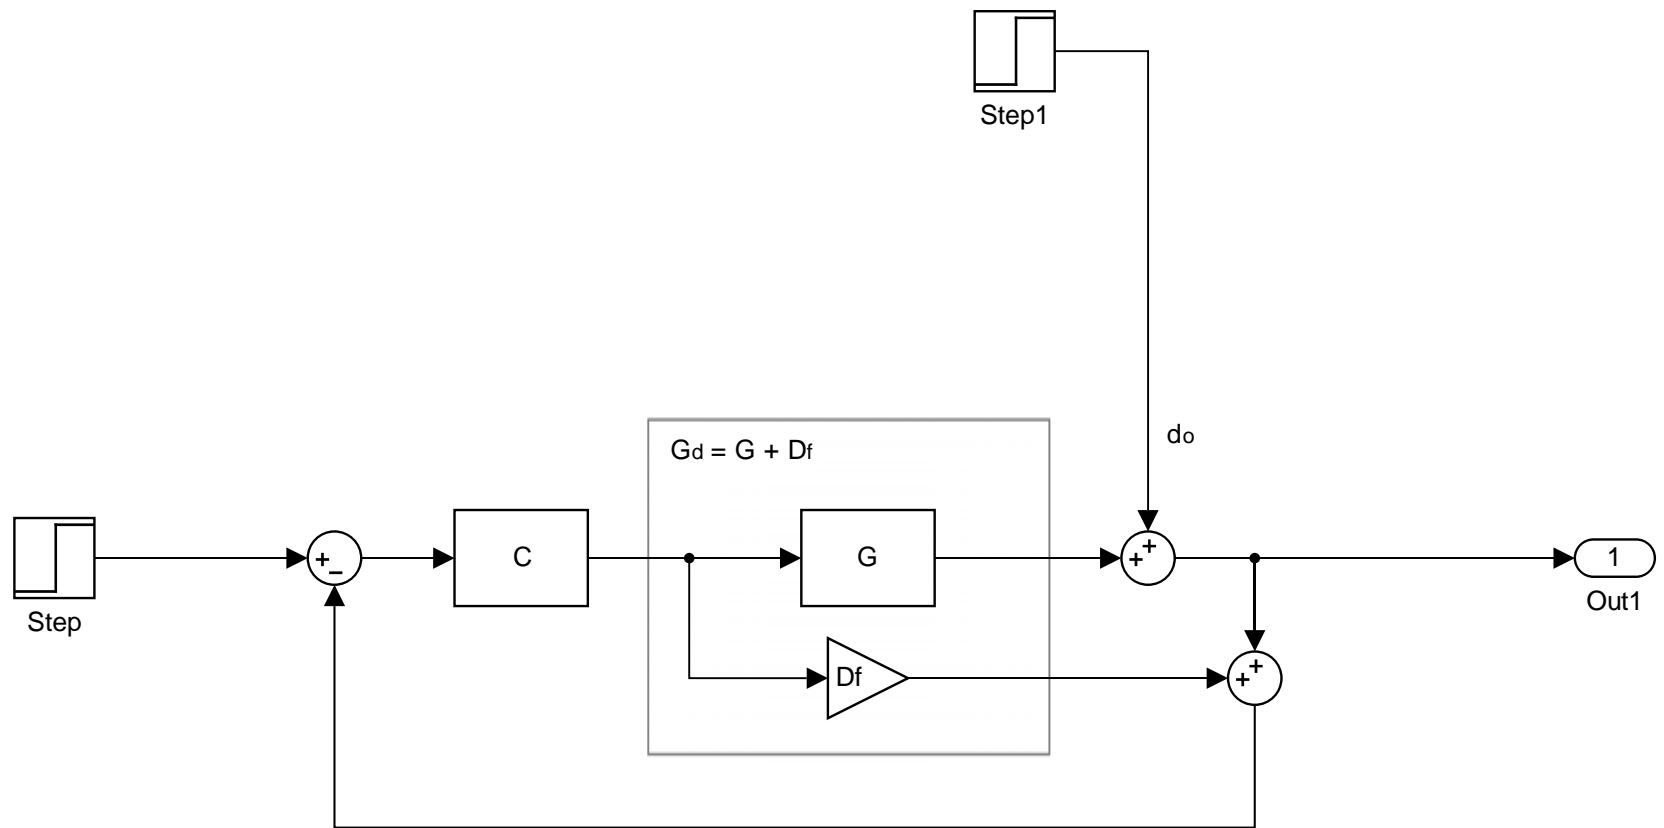 Step1
do
Gd = G + Df
+
+
+
–
C
G
1
Step
Out1
Df
+
+